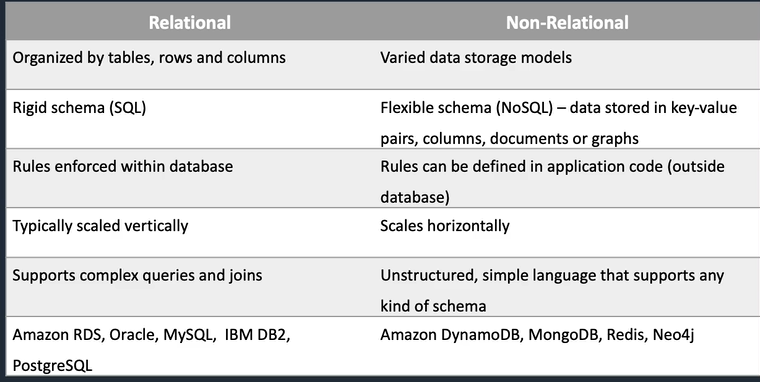 Relational
Non-Relational
Organized by tables, rows and columns
Varied data storage models
Rigid schema (SQL)
Flexible schema (NoSQL) – data stored in key-value
pairs, columns, documents or graphs
Rules enforced within database
Rules can be defined in application code (outside
database)
Typically scaled vertically
Scales horizontally
Supports complex queries and joins
Unstructured, simple language that supports any
kind of schema
Amazon RDS, Oracle, MySQL, IBM DB2,
PostgreSQL
Amazon DynamoDB, MongoDB, Redis, Neo4j